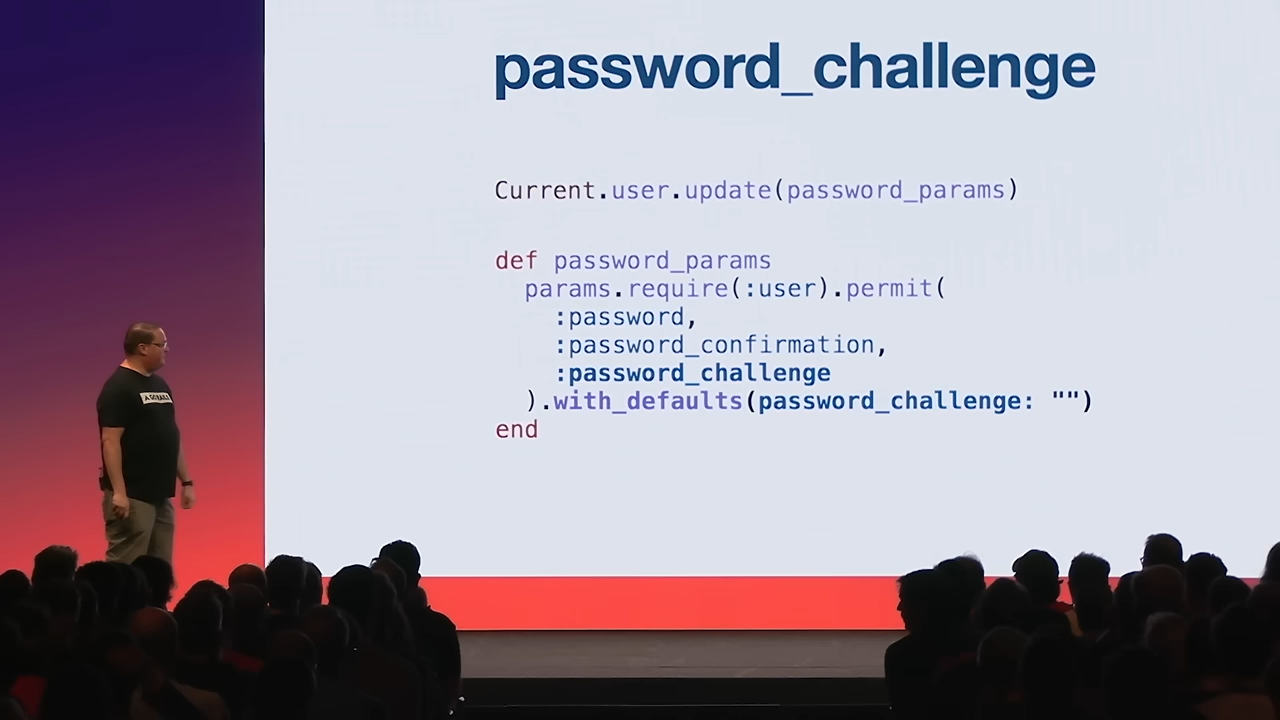 password_challenge
Current.user.update(password_params)
def password_params
  params.require(:user).permit(
    :password,
    :password_confirmation,
    :password_challenge
  ).with_defaults(password_challenge: "")
end